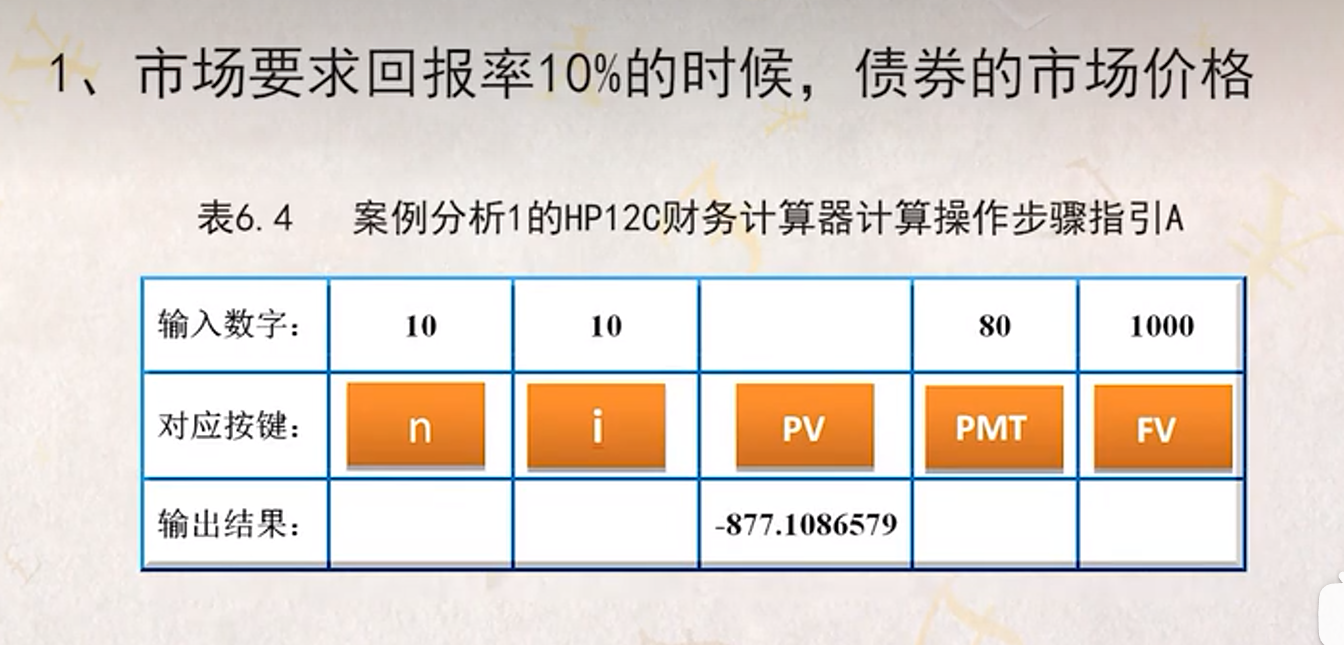 1、市场要求回报率10%的时候，债券的市场价格
表6.4 案例分析1的HP12C财务计算器计算操作步骤指引A
输入数字： 10 10 80 1000
对应按键： n i PV PMT FV
输出结果： -877.1086579